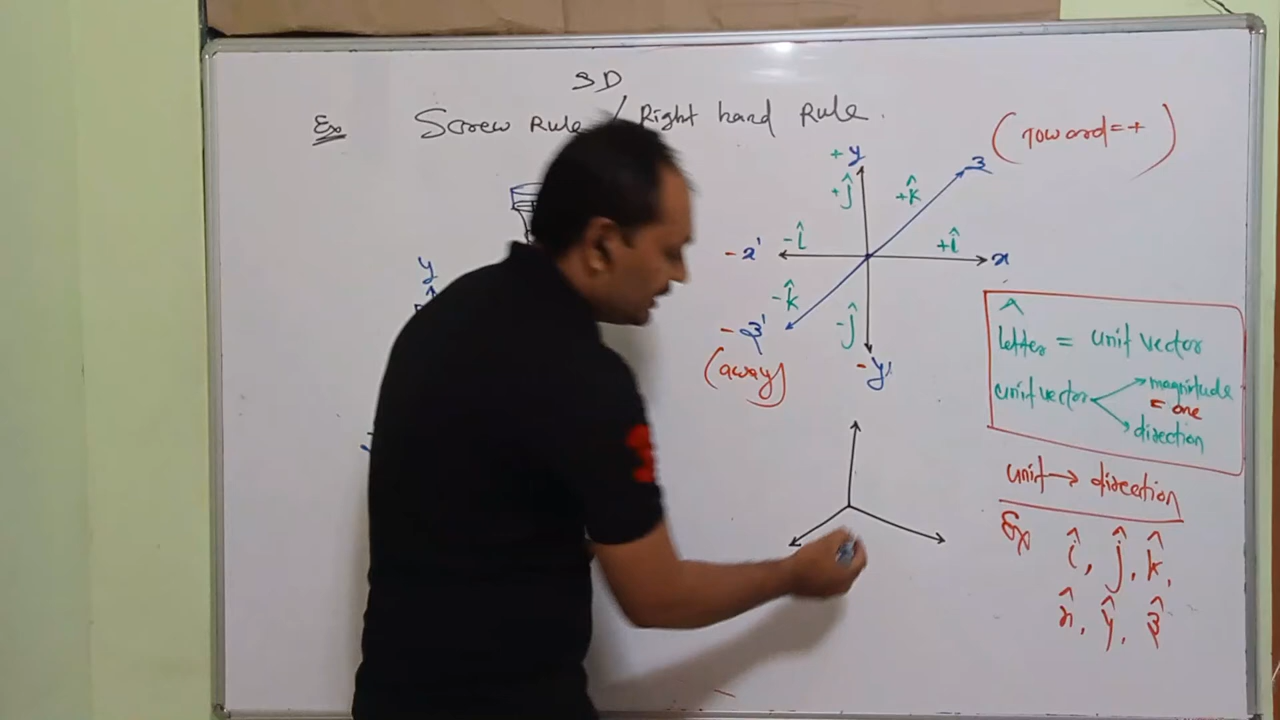 3D
Ex Screw Rule / Right hand Rule.
(Toward=+)
+ y
+ĵ
+k̂
3
-î
+î
- x'
x
y
-k̂
-ĵ
- 3'
(away)
- y'
^
letter = unit vector
unit vector
magnitude
= one
direction
unit → direction
Ex
î, ĵ, k̂,
x̂, ŷ, 3̂